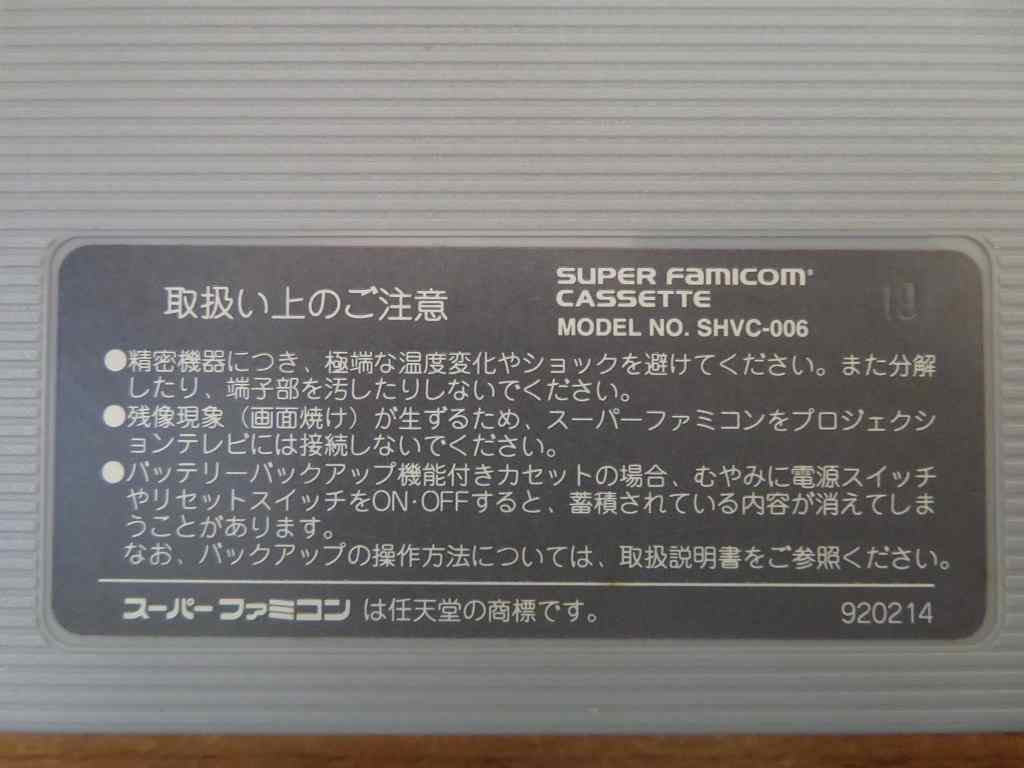 取扱い上のご注意
SUPER FAMICOM
CASSETTE
MODEL NO. SHVC-006
19
●精密機器につき、極端な温度変化やショックを避けてください。また分解
したり、端子部を汚したりしないでください。
●残像現象（画面焼け）が生ずるため、スーパーファミコンをプロジェクシ
ョンテレビには接続しないでください。
●バッテリーバックアップ機能付きカセットの場合、むやみに電源スイッチ
やリセットスイッチをON·OFFすると、蓄積されている内容が消えてしま
うことがあります。
なお、バックアップの操作方法については、取扱説明書をご参照ください。
スーパーファミコン は任天堂の商標です。
920214